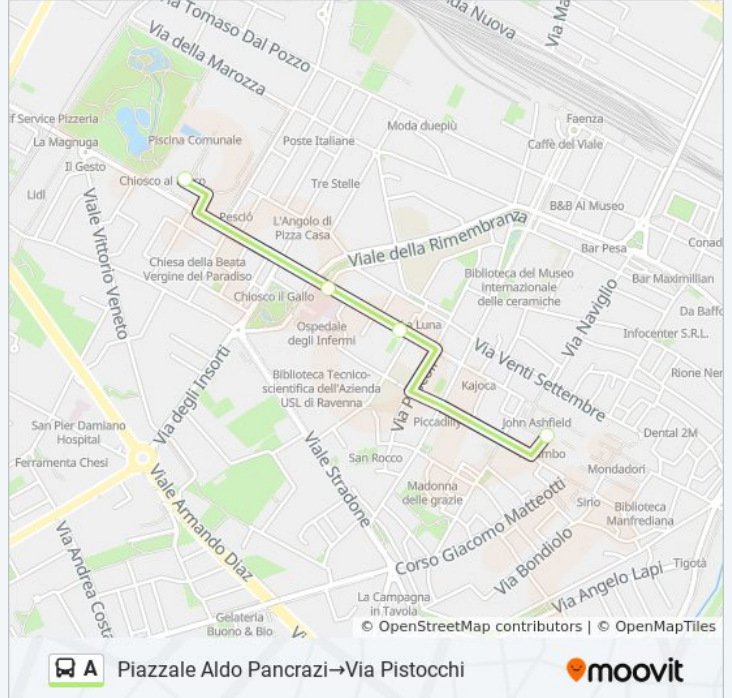 Tomaso Dal Pozzo
Nuova
Via della Marozza
f Service Pizzeria
La Magnuga
Piscina Comunale
Poste Italiane
Moda duepiù
Faenza
Caffè del Viale
Il Gesto
Chiosco al
Lidl
Tre Stelle
Pesciò
L'Angolo di
Pizza Casa
B&B Al Museo
Viale Vittorio Veneto
Viale della Rimembranza
Bar Pesa
Conad
Chiesa della Beata
Vergine del Paradiso
Biblioteca del Museo
internazionale
delle ceramiche
Bar Maximillian
Chiosco il Gallo
Ospedale
degli Infermi
Luna
Via Naviglio
Da Baffo
Infocenter S.R.L.
Via degli Insorti
Biblioteca Tecnico-
scientifica dell'Azienda
USL di Ravenna
Via Venti Settembre
Kajoca
Rione Ner
San Pier Damiano
Hospital
Piccadilly
John Ashfield
Dental 2M
Ferramenta Chesi
Viale Stradone
San Rocco
Mondadori
Viale Armando Diaz
Madonna
delle grazie
Sirio
Biblioteca
Manfrediana
Via Andrea Costa
Corso Giacomo Matteotti
Via Bondiolo
Via Angelo Lapi
Tigotà
La Campagna
in Tavola
Gelateria
Buono & Bio
© OpenStreetMap contributors | © OpenMapTiles
A Piazzale Aldo Pancrazi→Via Pistocchi
moovit